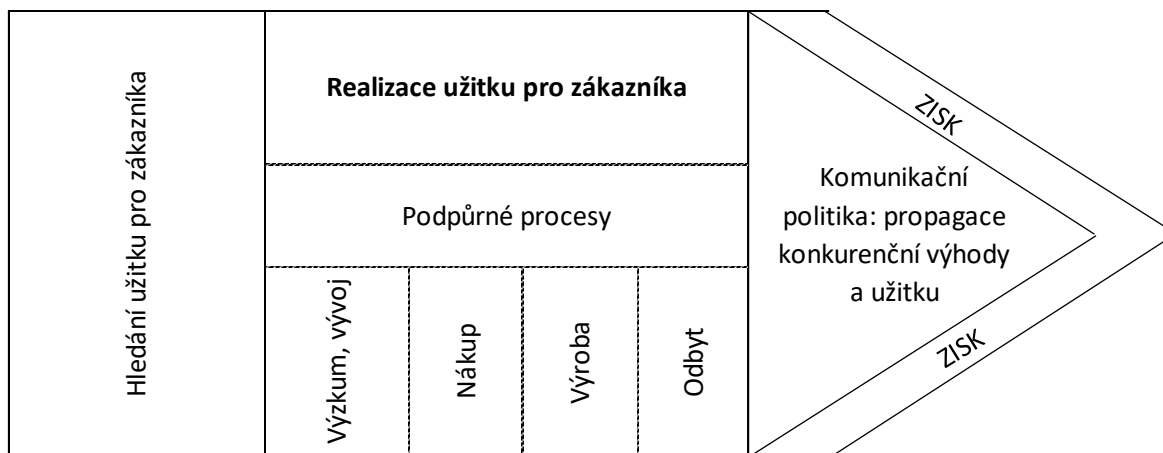 Hledání užitku pro zákazníka
Realizace užitku pro zákazníka
Podpůrné procesy
Výzkum, vývoj
Nákup
Výroba
Odbyt
ZISK
Komunikační
politika: propagace
konkurenční výhody
a užitku
ZISK